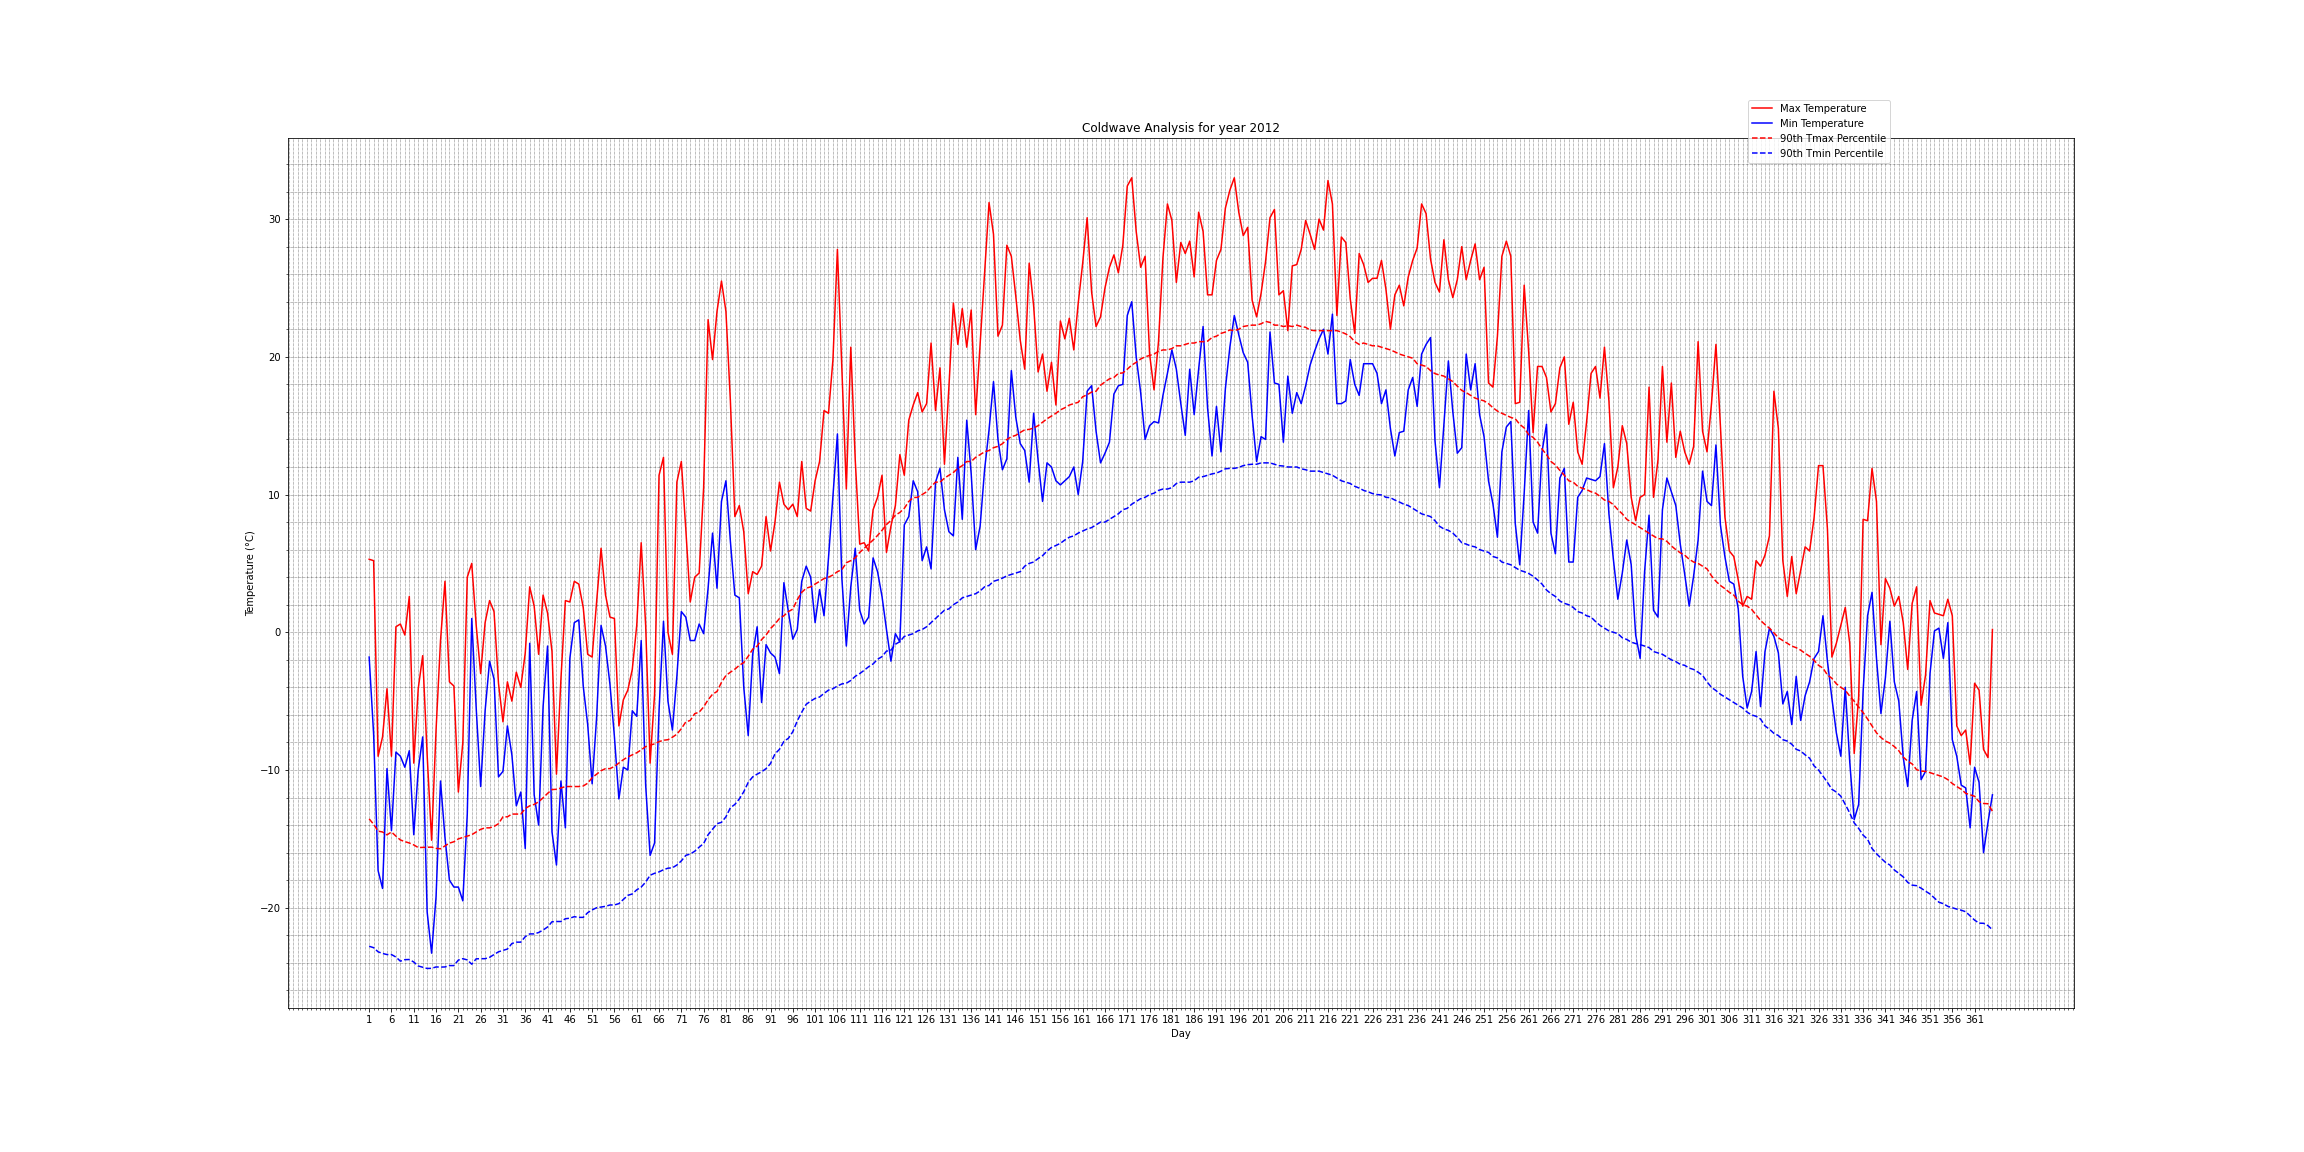 Max Temperature
Min Temperature
90th Tmax Percentile
90th Tmin Percentile
Coldwave Analysis for year 2012
Temperature (°C)
30
20
10
0
−10
−20
1 6 11 16 21 26 31 36 41 46 51 56 61 66 71 76 81 86 91 96 101 106 111 116 121 126 131 136 141 146 151 156 161 166 171 176 181 186 191 196 201 206 211 216 221 226 231 236 241 246 251 256 261 266 271 276 281 286 291 296 301 306 311 316 321 326 331 336 341 346 351 356 361
Day